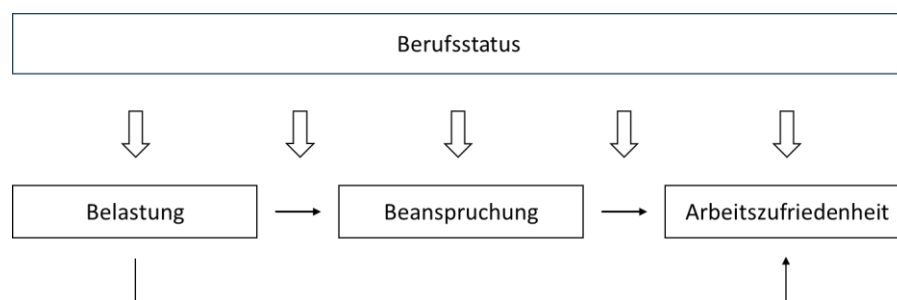 Berufsstatus
Belastung
Beanspruchung
Arbeitszufriedenheit